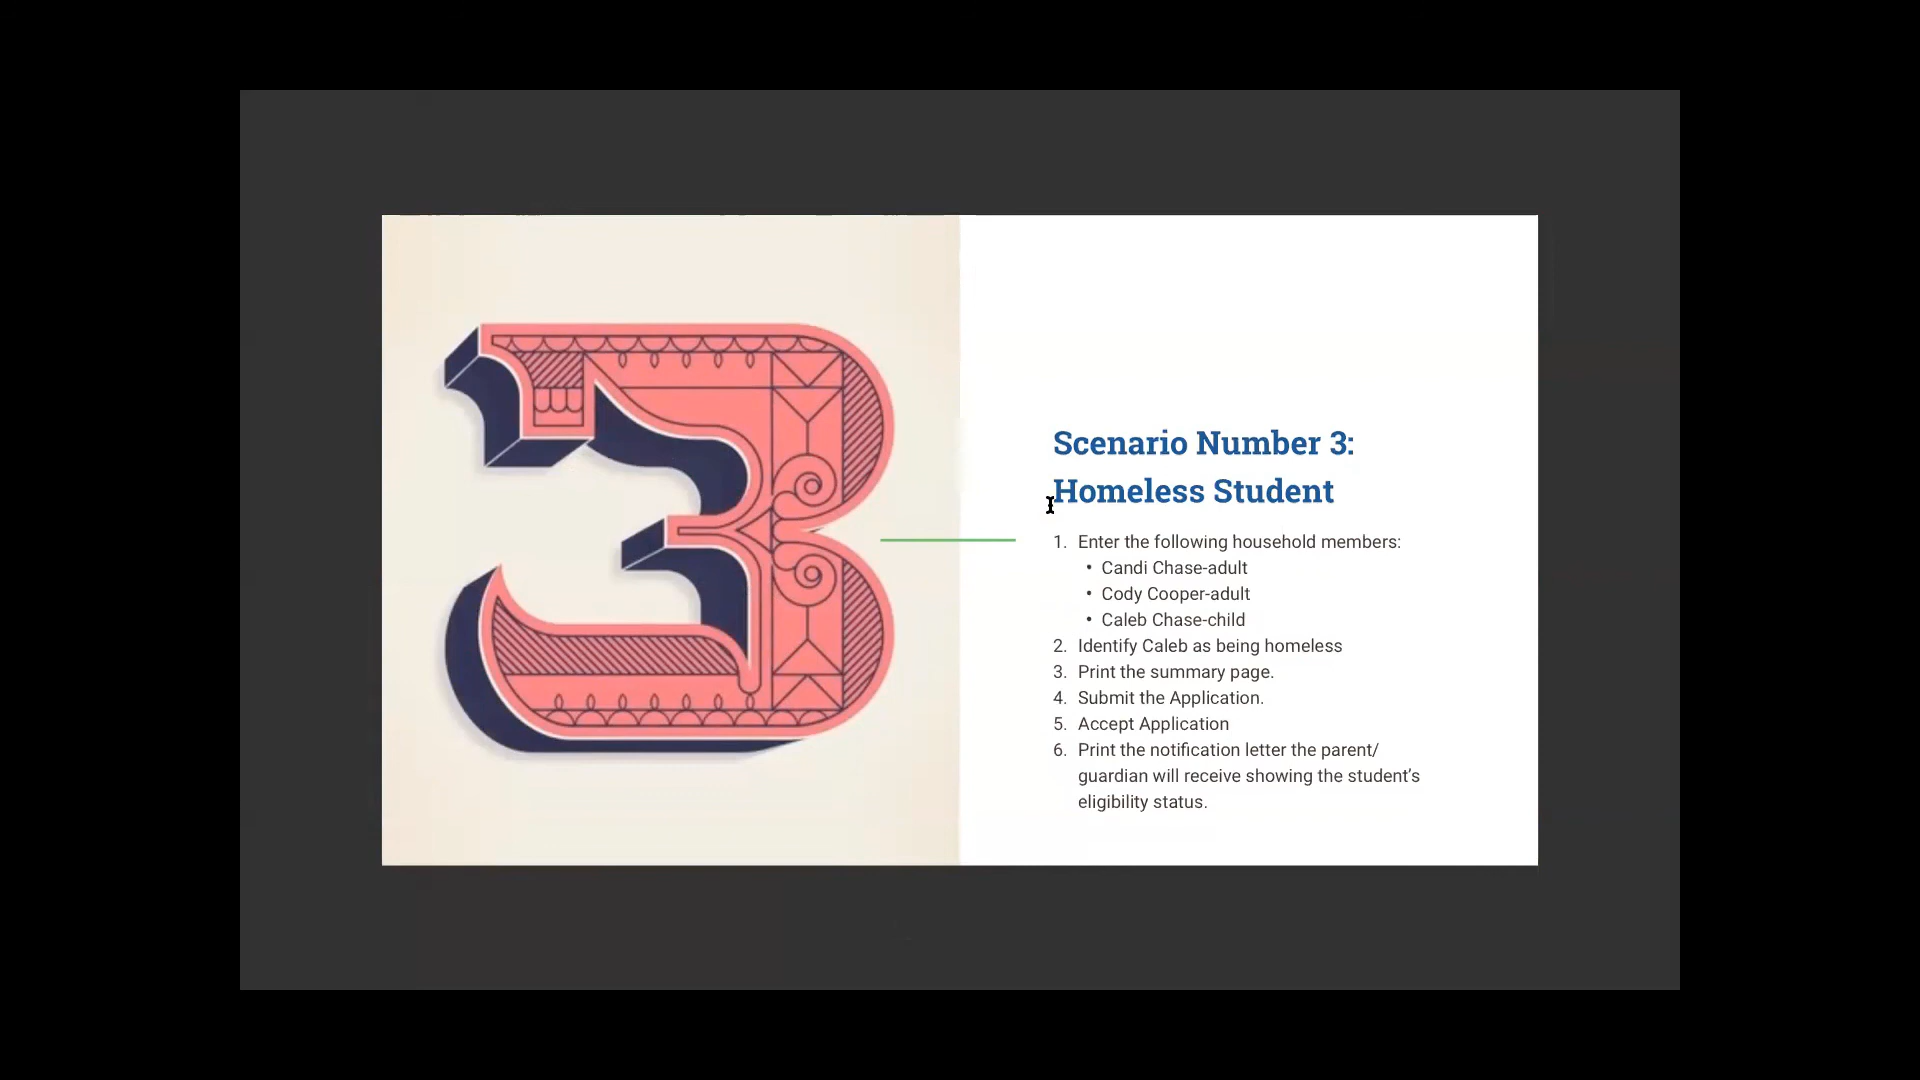 3
Scenario Number 3:
Homeless Student
1. Enter the following household members:
• Candi Chase-adult
• Cody Cooper-adult
• Caleb Chase-child
2. Identify Caleb as being homeless
3. Print the summary page.
4. Submit the Application.
5. Accept Application
6. Print the notification letter the parent/
guardian will receive showing the student’s
eligibility status.